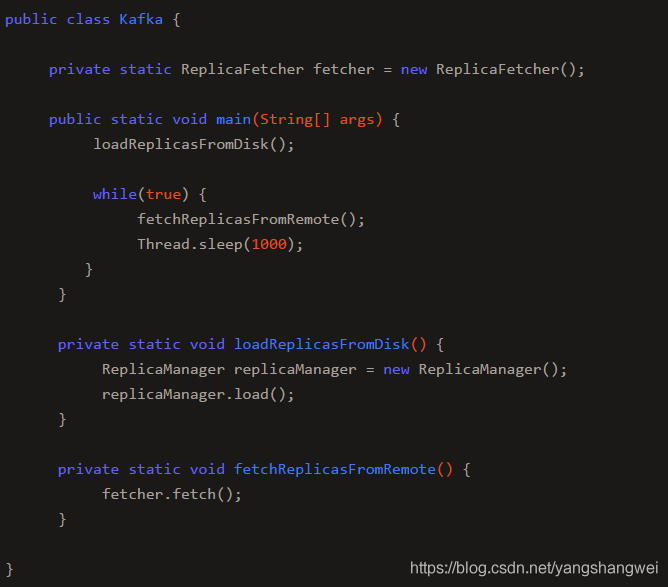 public class Kafka {
private static ReplicaFetcher fetcher = new ReplicaFetcher();
public static void main(String[] args) {
loadReplicasFromDisk();
while(true) {
fetchReplicasFromRemote();
Thread.sleep(1000);
}
}
private static void loadReplicasFromDisk() {
ReplicaManager replicaManager = new ReplicaManager();
replicaManager.load();
}
private static void fetchReplicasFromRemote() {
fetcher.fetch();
}
}
https://blog.csdn.net/yangshangwei